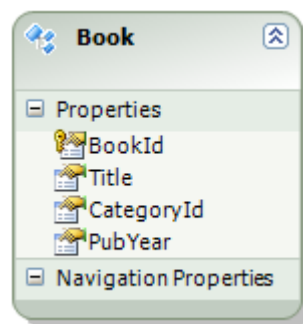 Book
Properties
BookId
Title
CategoryId
PubYear
Navigation Properties